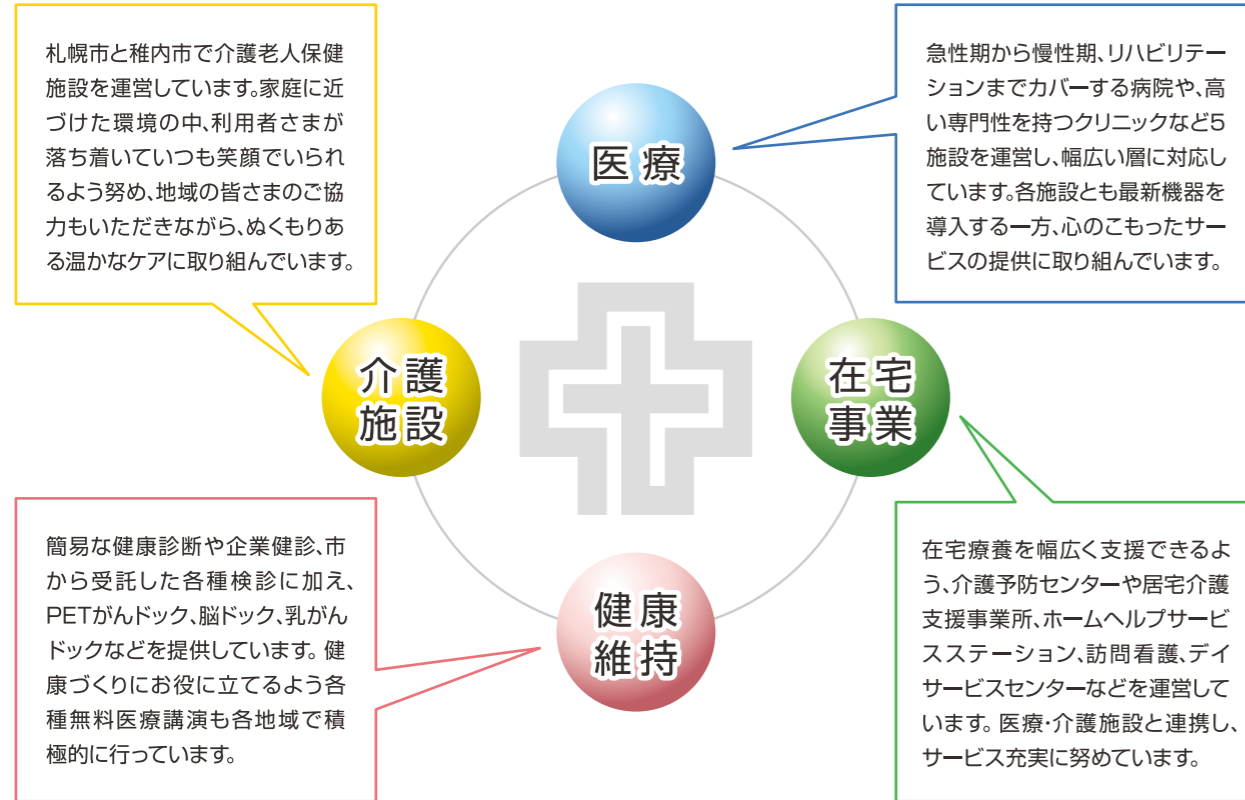 札幌市と稚内市で介護老人保健
施設を運営しています。家庭に近
づけた環境の中、利用者さまが
落ち着いていつも笑顔でいられ
るよう努め、地域の皆さまのご協
力もいただきながら、ぬくもりあ
る温かなケアに取り組んでいます。
医療
急性期から慢性期、リハビリテー
ションまでカバーする病院や、高
い専門性を持つクリニックなど5
施設を運営し、幅広い層に対応し
ています。各施設とも最新機器を
導入する一方、心のこもったサー
ビスの提供に取り組んでいます。
介護
施設
在宅
事業
簡易な健康診断や企業健診、市
から受託した各種検診に加え、
PETがんドック、脳ドック、乳がん
ドックなどを提供しています。健
康づくりにお役に立てるよう各
種無料医療講演も各地域で積
極的に行っています。
健康
維持
在宅療養を幅広く支援できるよ
う、介護予防センターや居宅介護
支援事業所、ホームヘルプサービ
スステーション、訪問看護、デイ
サービスセンターなどを運営して
います。医療・介護施設と連携し、
サービス充実に努めています。